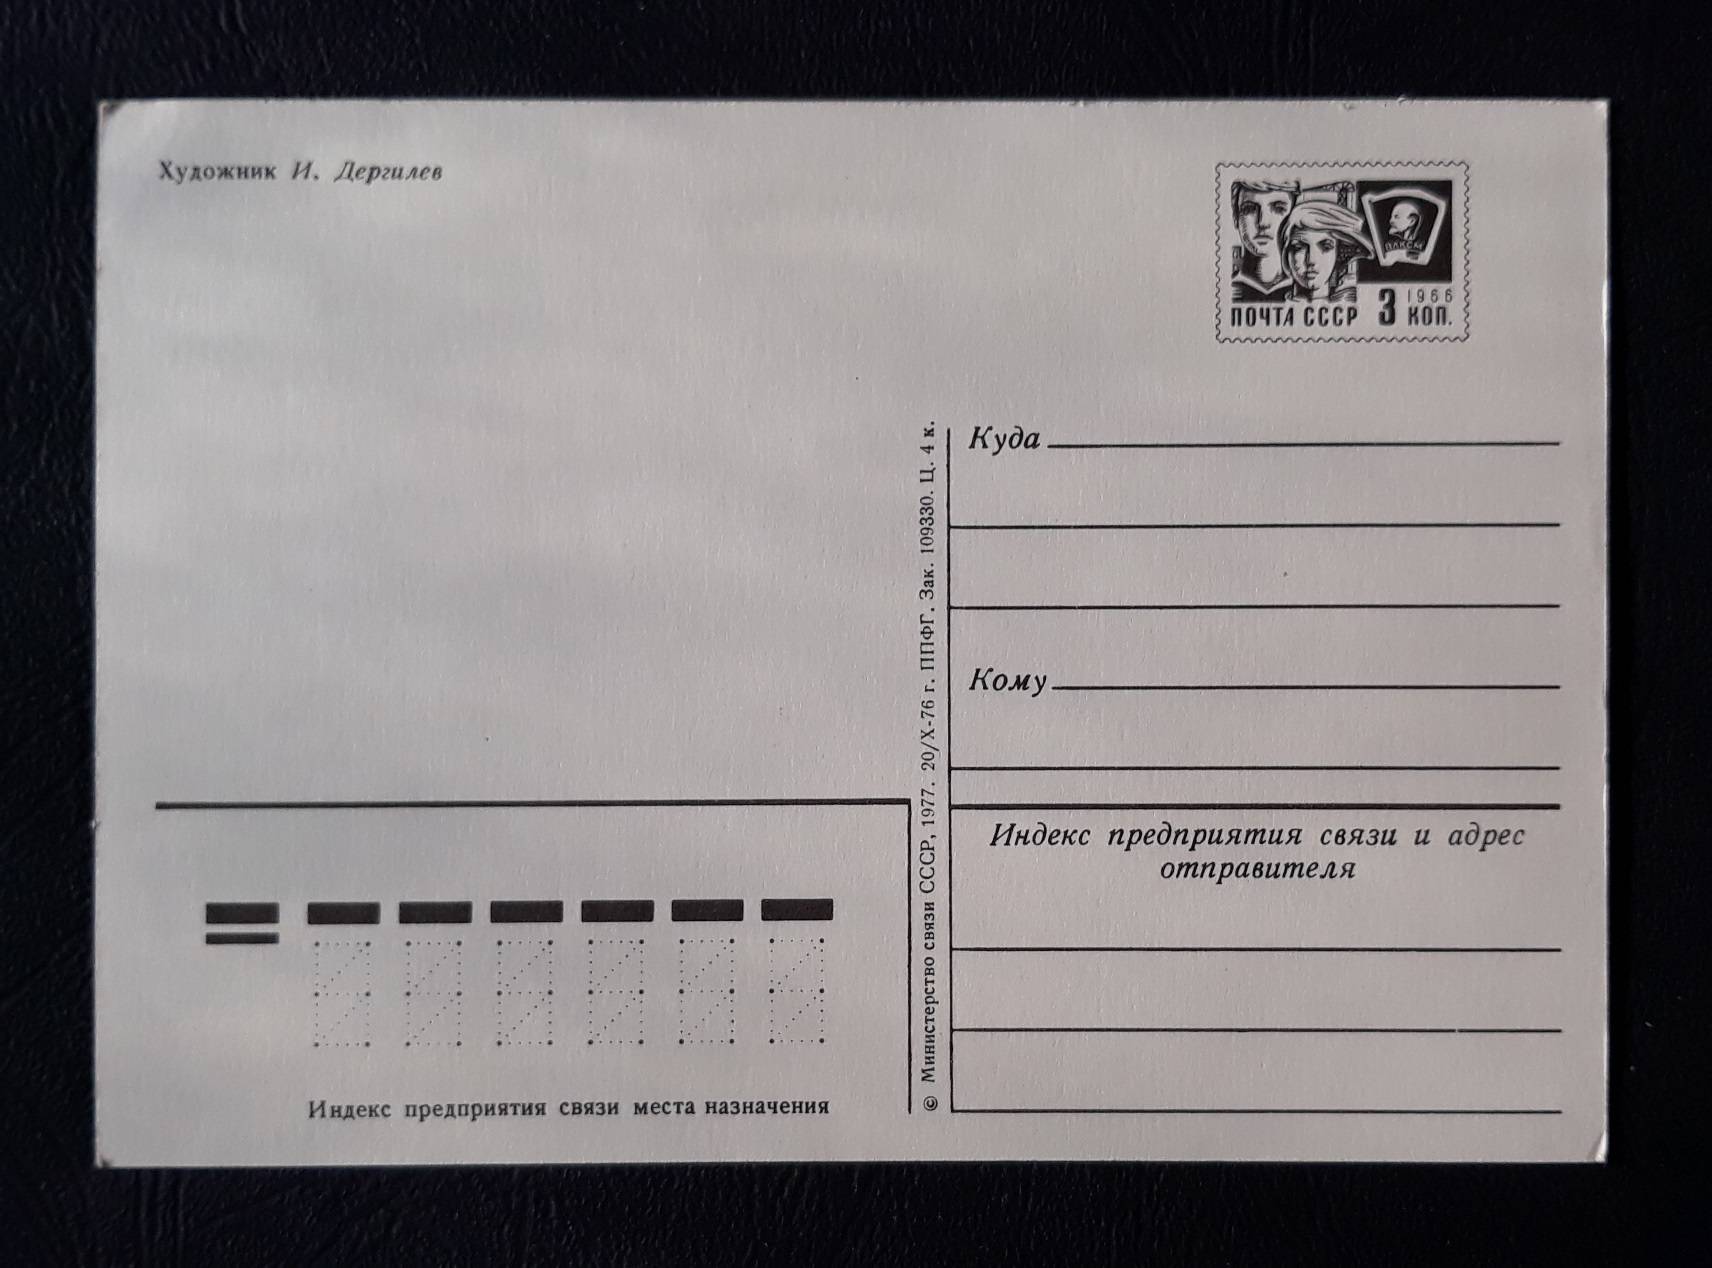 Художник И. Дергилев
ВЛКСМ
1966
ПОЧТА СССР 3 КОП.
Куда
Кому
Индекс предприятия связи и адрес
отправителя
© Министерство связи СССР, 1977. 20/X-76 г. ППФГ. Зак. 109330. Ц. 4 к.
Индекс предприятия связи места назначения